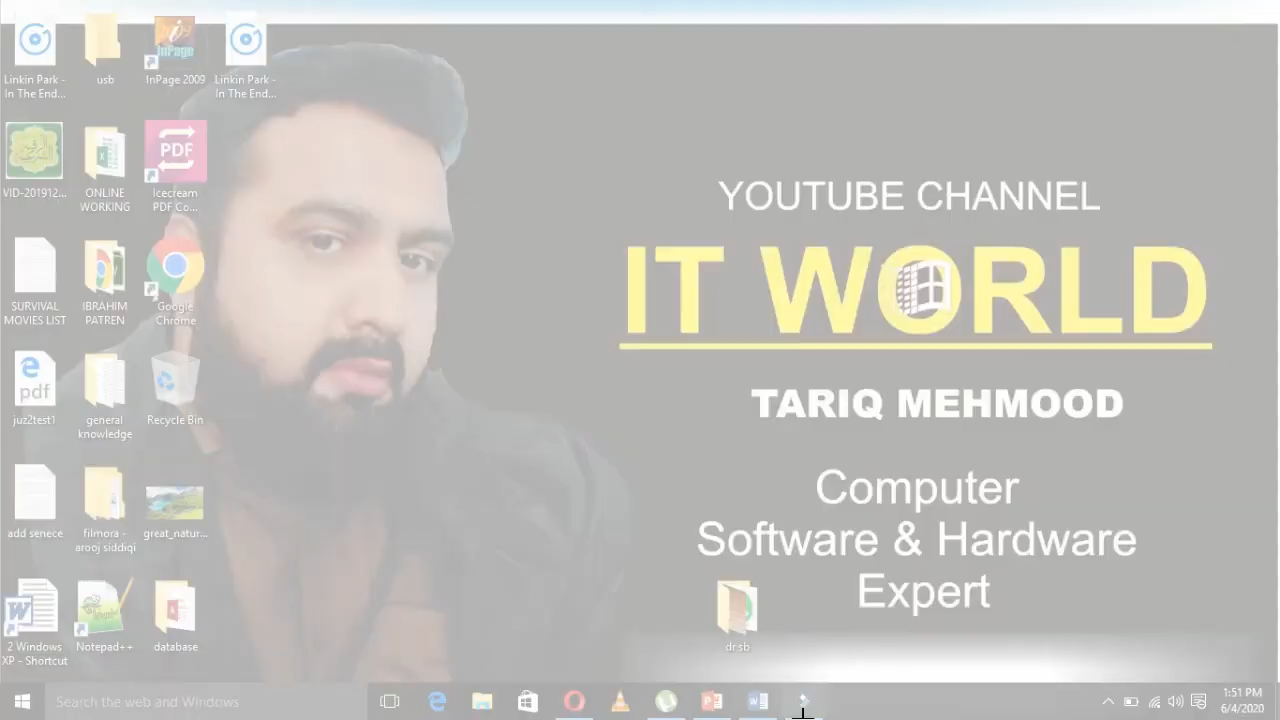 Linkin Park -
In The End...
usb
InPage
InPage 2009
Linkin Park -
In The End...
VID-201912...
ONLINE
WORKING
PDF
Icecream
PDF Co...
SURVIVAL
MOVIES LIST
IBRAHIM
PATREN
Google
Chrome
pdf
juz2test1
general
knowledge
Recycle Bin
add senece
filmora -
arooj siddiqi
great_natur...
2 Windows
XP - Shortcut
Notepad++
database
YOUTUBE CHANNEL
IT WORLD
TARIQ MEHMOOD
Computer
Software & Hardware
Expert
dr.sb
Search the web and Windows
1:51 PM
6/4/2020